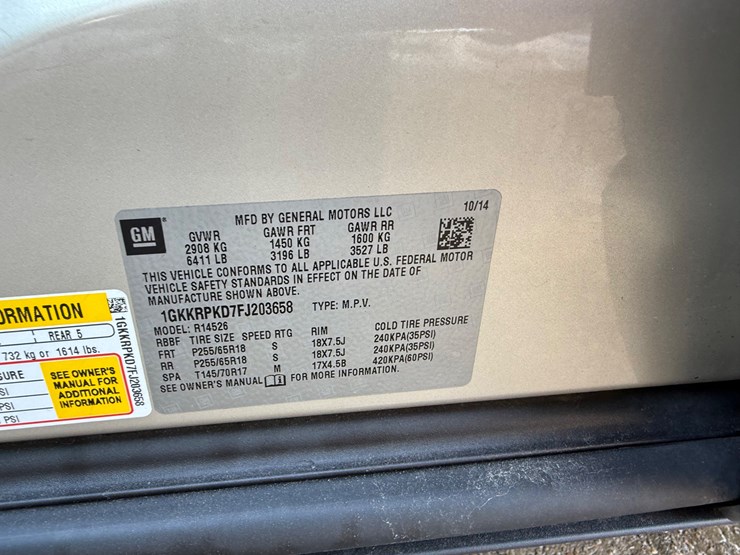 GM
MFD BY GENERAL MOTORS LLC
10/14
GVWR GAWR FRT GAWR RR
2908 KG 1450 KG 1600 KG
6411 LB 3196 LB 3527 LB
THIS VEHICLE CONFORMS TO ALL APPLICABLE U.S. FEDERAL MOTOR
VEHICLE SAFETY STANDARDS IN EFFECT ON THE DATE OF
MANUFACTURE SHOWN ABOVE.
1GKKRPKD7FJ203658 TYPE: M.P.V.
MODEL: R14526
RBBF TIRE SIZE SPEED RTG RIM COLD TIRE PRESSURE
FRT P255/65R18 S 18X7.5J 240KPA(35PSI)
RR P255/65R18 S 18X7.5J 240KPA(35PSI)
SPA T145/70R17 M 17X4.5B 420KPA(60PSI)
SEE OWNER'S MANUAL FOR MORE INFORMATION.
ORMATION
REAR 5
732 kg or 1614 lbs.
SURE
SI
PSI
PSI
SEE OWNER'S
MANUAL FOR
ADDITIONAL
INFORMATION
1GKKRPKD7FJ203658